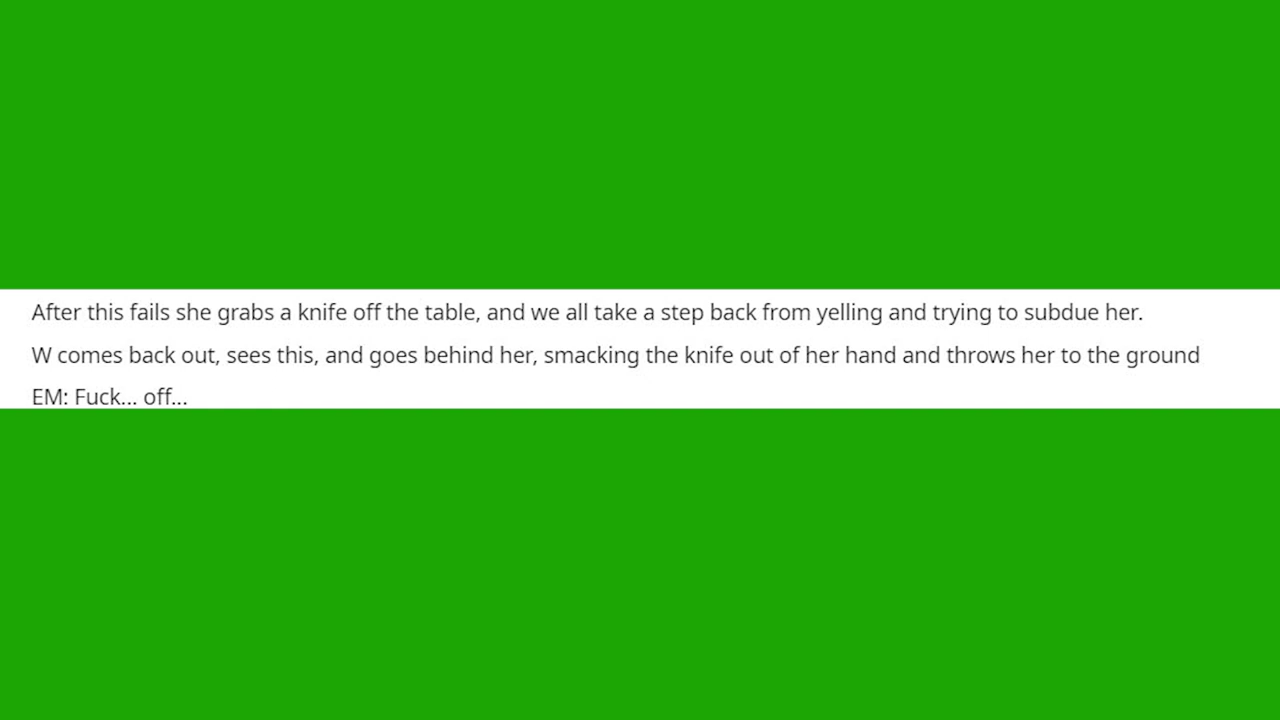 After this fails she grabs a knife off the table, and we all take a step back from yelling and trying to subdue her.
W comes back out, sees this, and goes behind her, smacking the knife out of her hand and throws her to the ground
EM: Fuck... off...